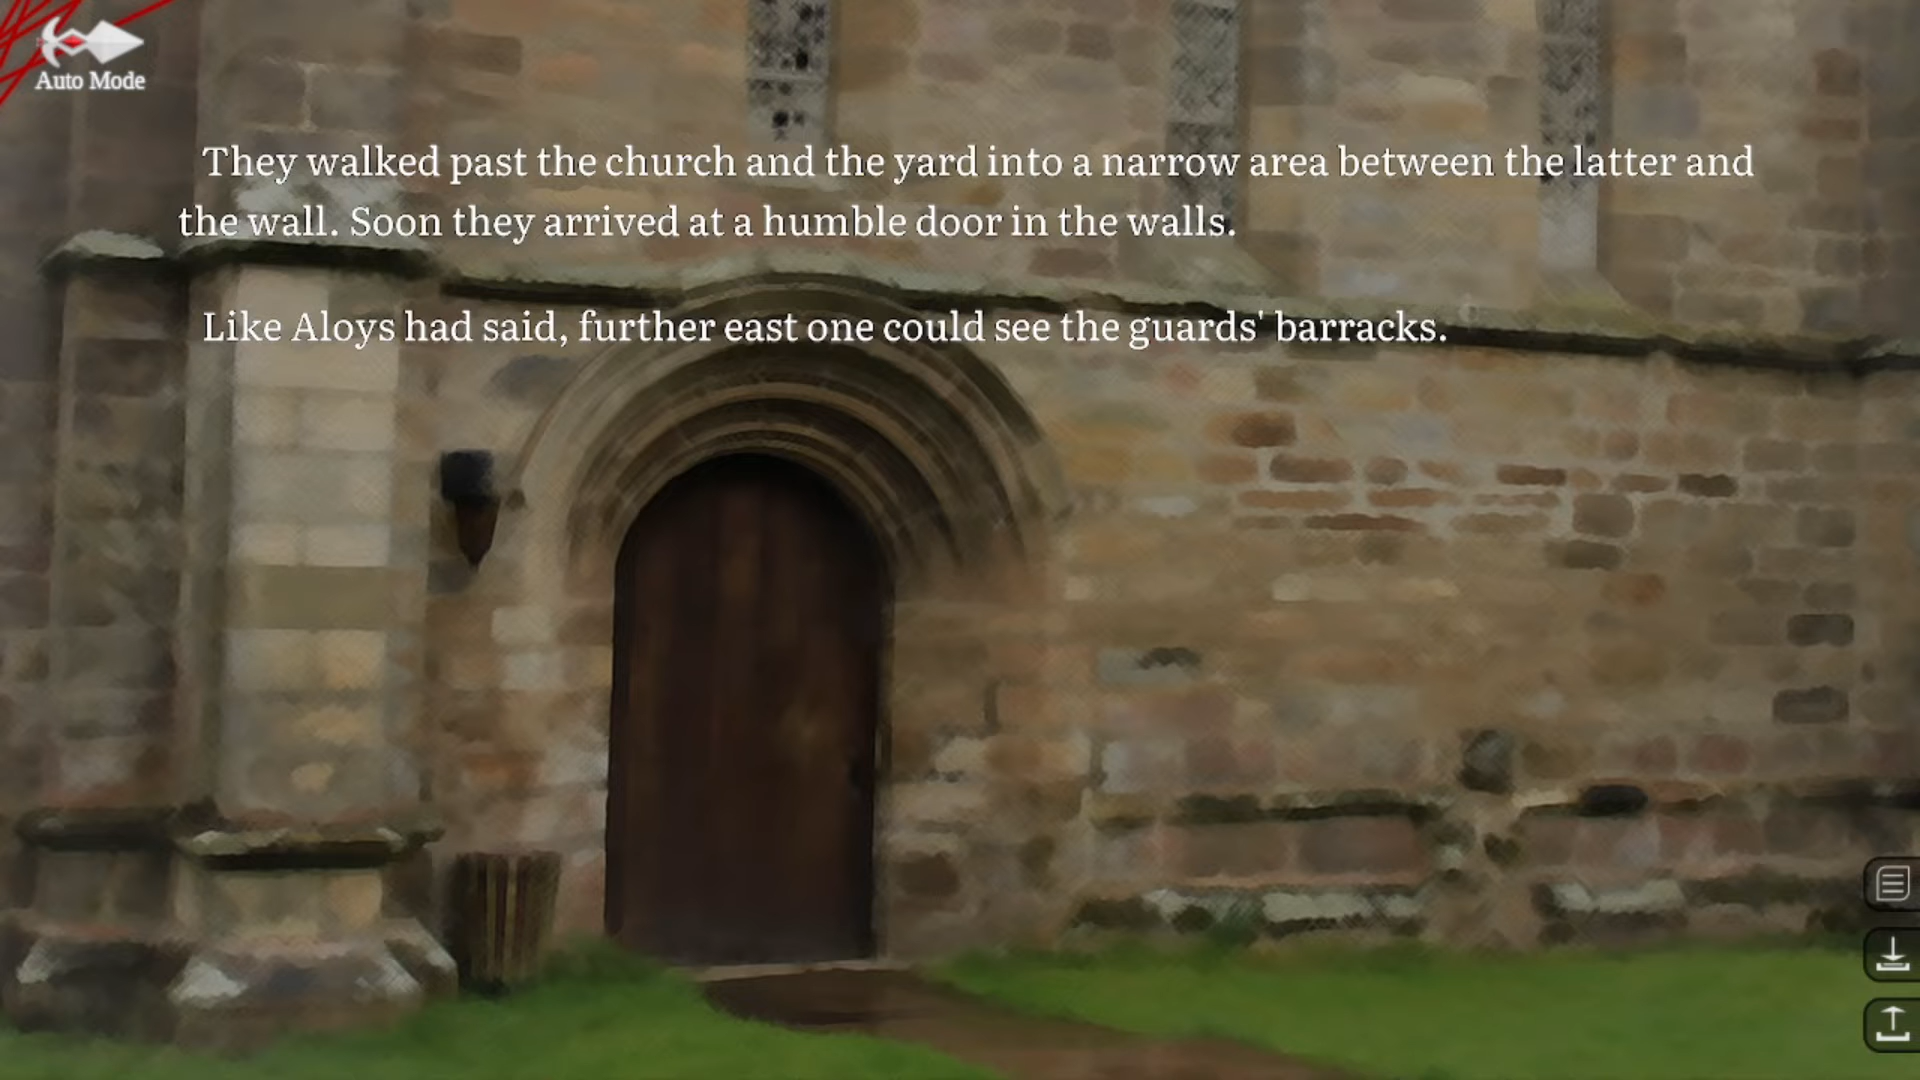 Auto Mode
They walked past the church and the yard into a narrow area between the latter and
the wall. Soon they arrived at a humble door in the walls.
Like Aloys had said, further east one could see the guards' barracks.